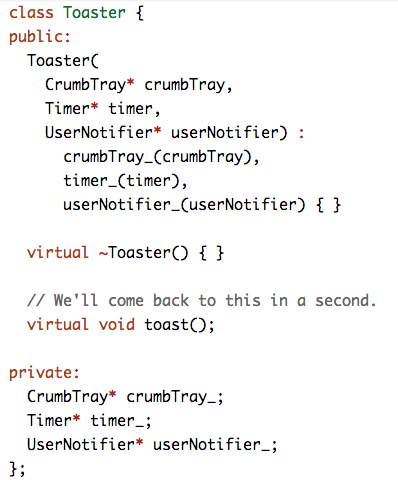 class Toaster {
public:
  Toaster(
    CrumbTray* crumbTray,
    Timer* timer,
    UserNotifier* userNotifier) :
      crumbTray_(crumbTray),
      timer_(timer),
      userNotifier_(userNotifier) { }

  virtual ~Toaster() { }

  // We'll come back to this in a second.
  virtual void toast();

private:
  CrumbTray* crumbTray_;
  Timer* timer_;
  UserNotifier* userNotifier_;
};